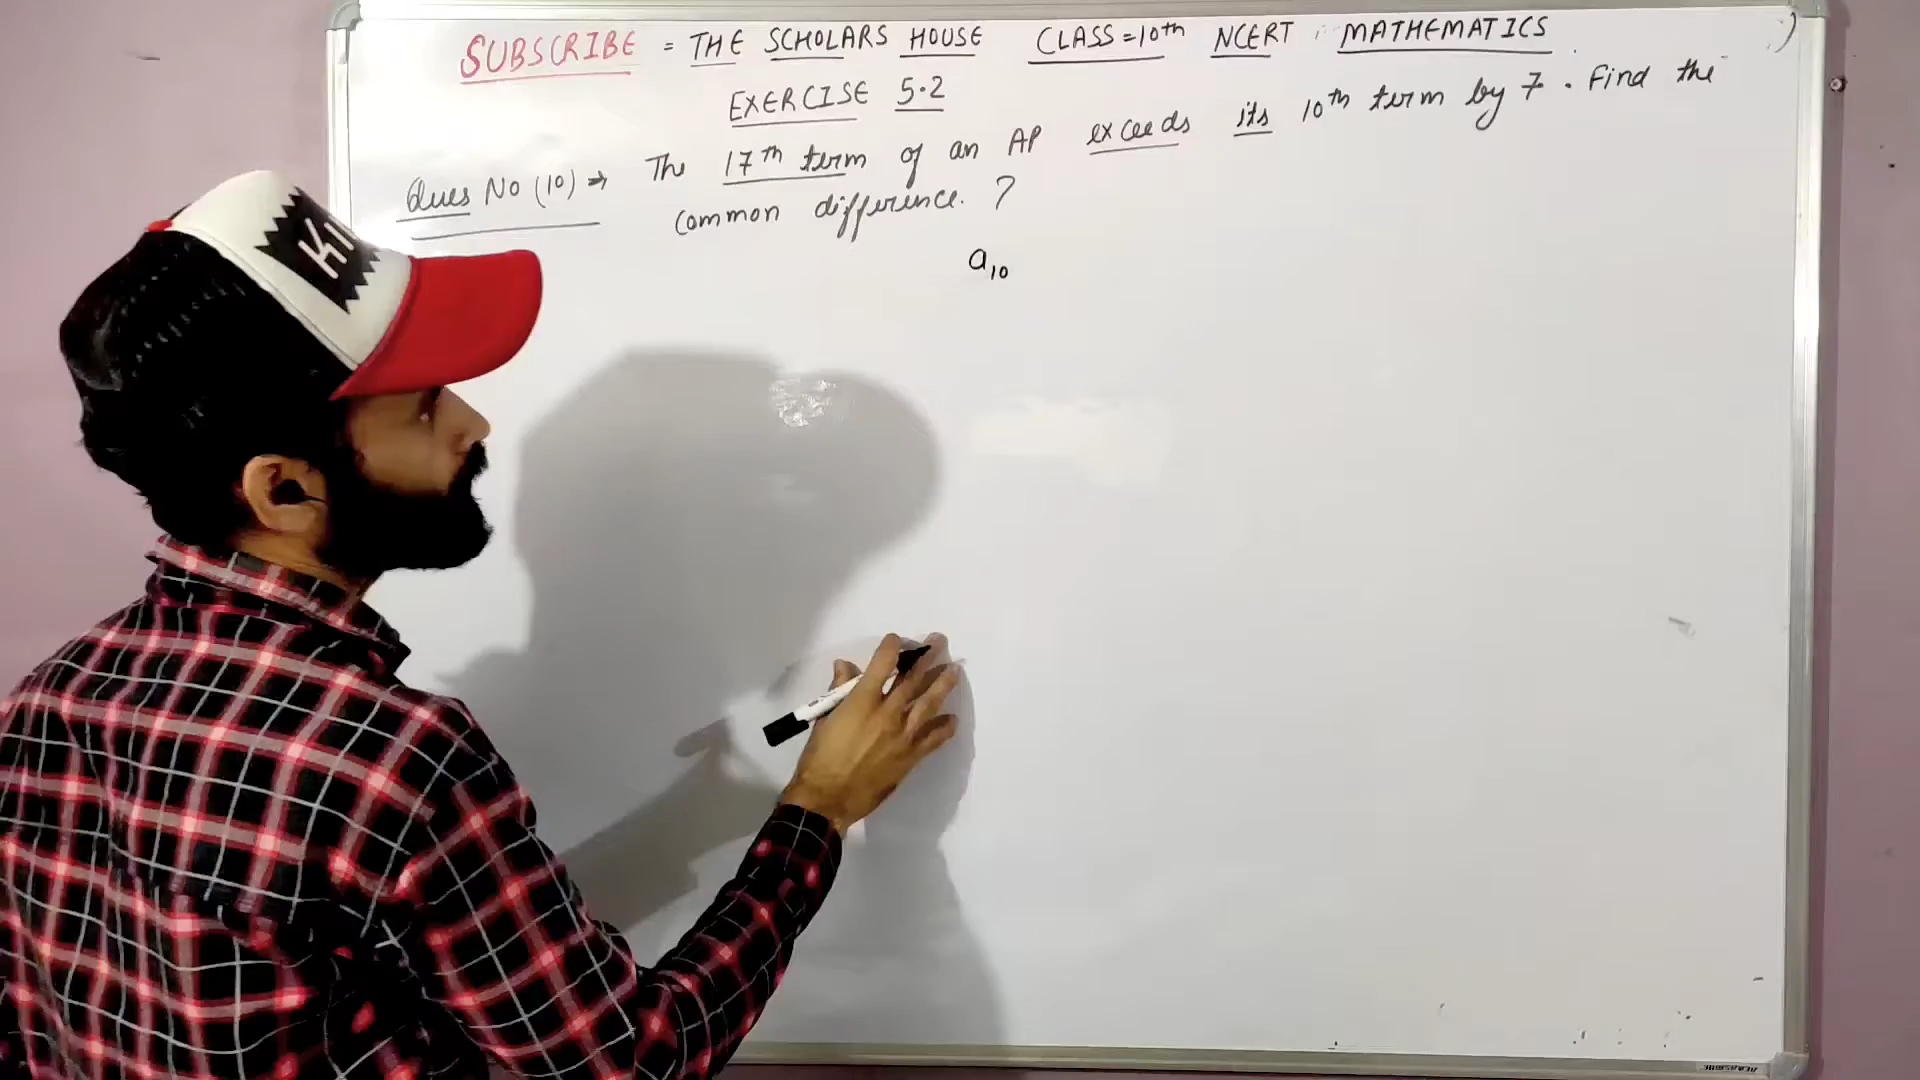 SUBSCRIBE = THE SCHOLARS HOUSE CLASS=10th NCERT MATHEMATICS
EXERCISE 5.2
Ques No (10) ⇒ The 17th term of an AP exceeds its 10th term by 7. Find the
common difference. ?
a10
KI